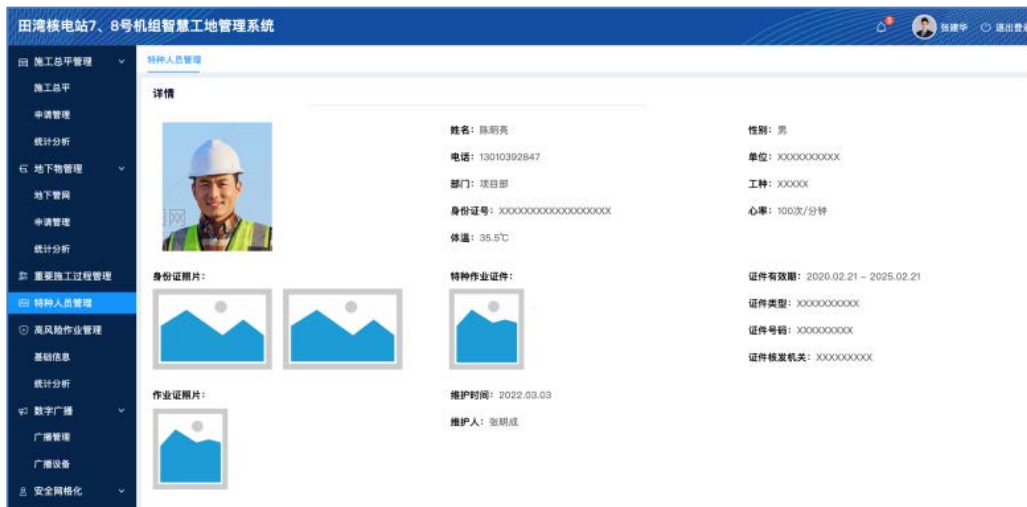 田湾核电站7、8号机组智慧工地管理系统
5
张建华
退出登录
施工总平管理
施工总平
申请管理
统计分析
地下物管理
地下管网
申请管理
统计分析
重要施工过程管理
特种人员管理
高风险作业管理
基础信息
统计分析
数字广播
广播管理
广播设备
安全网格化
特种人员管理
详情
姓名：陈明亮
性别：男
电话：13010392847
单位：XXXXXXXXXX
部门：项目部
工种：XXXXX
身份证号：XXXXXXXXXXXXXXXXXX
心率：100次/分钟
体温：35.5℃
身份证照片：
特种作业证件：
证件有效期：2020.02.21 – 2025.02.21
证件类型：XXXXXXXXXX
证件号码：XXXXXXXXX
证件核发机关：XXXXXXXXX
作业证照片：
维护时间：2022.03.03
维护人：张明成